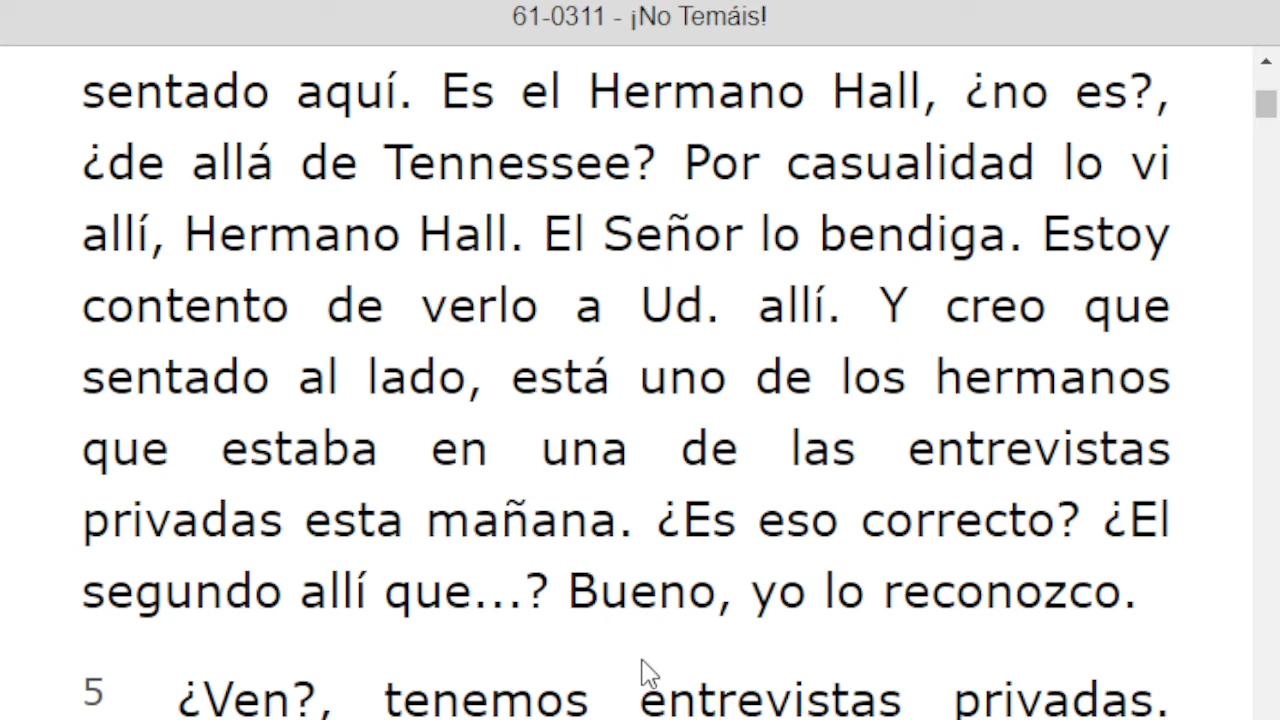 61-0311 - ¡No Temáis!
sentado aquí. Es el Hermano Hall, ¿no es?,
¿de allá de Tennessee? Por casualidad lo vi
allí, Hermano Hall. El Señor lo bendiga. Estoy
contento de verlo a Ud. allí. Y creo que
sentado al lado, está uno de los hermanos
que estaba en una de las entrevistas
privadas esta mañana. ¿Es eso correcto? ¿El
segundo allí que...? Bueno, yo lo reconozco.
5 ¿Ven?, tenemos entrevistas privadas.